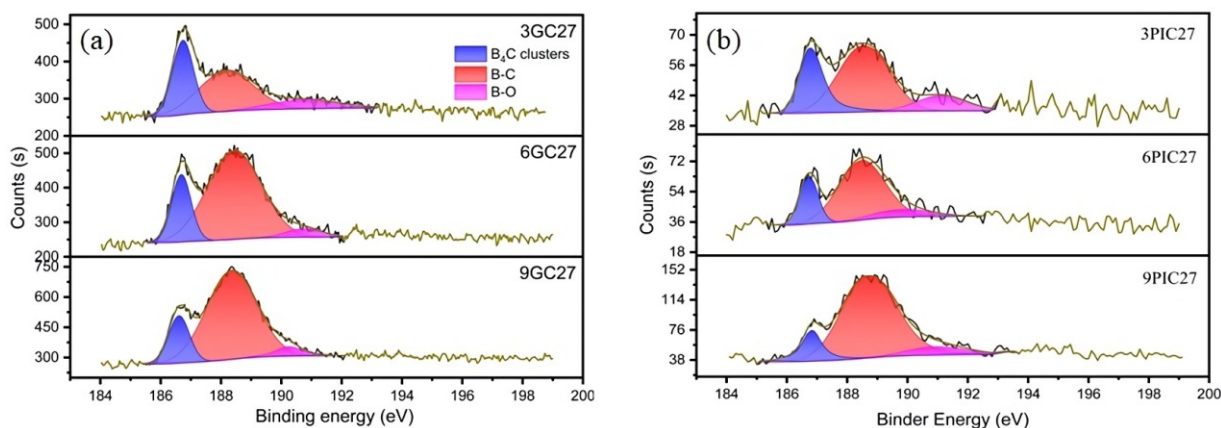 (a)
3GC27
B₄C clusters
B-C
B-O
500
400
300
200
6GC27
500
400
300
200
9GC27
750
600
450
300
Counts (s)
184 186 188 190 192 194 196 198 200
Binding energy (eV)
(b)
3PIC27
70
56
42
28
6PIC27
72
54
36
18
9PIC27
152
114
76
38
Counts (s)
184 186 188 190 192 194 196 198 200
Binder Energy (eV)